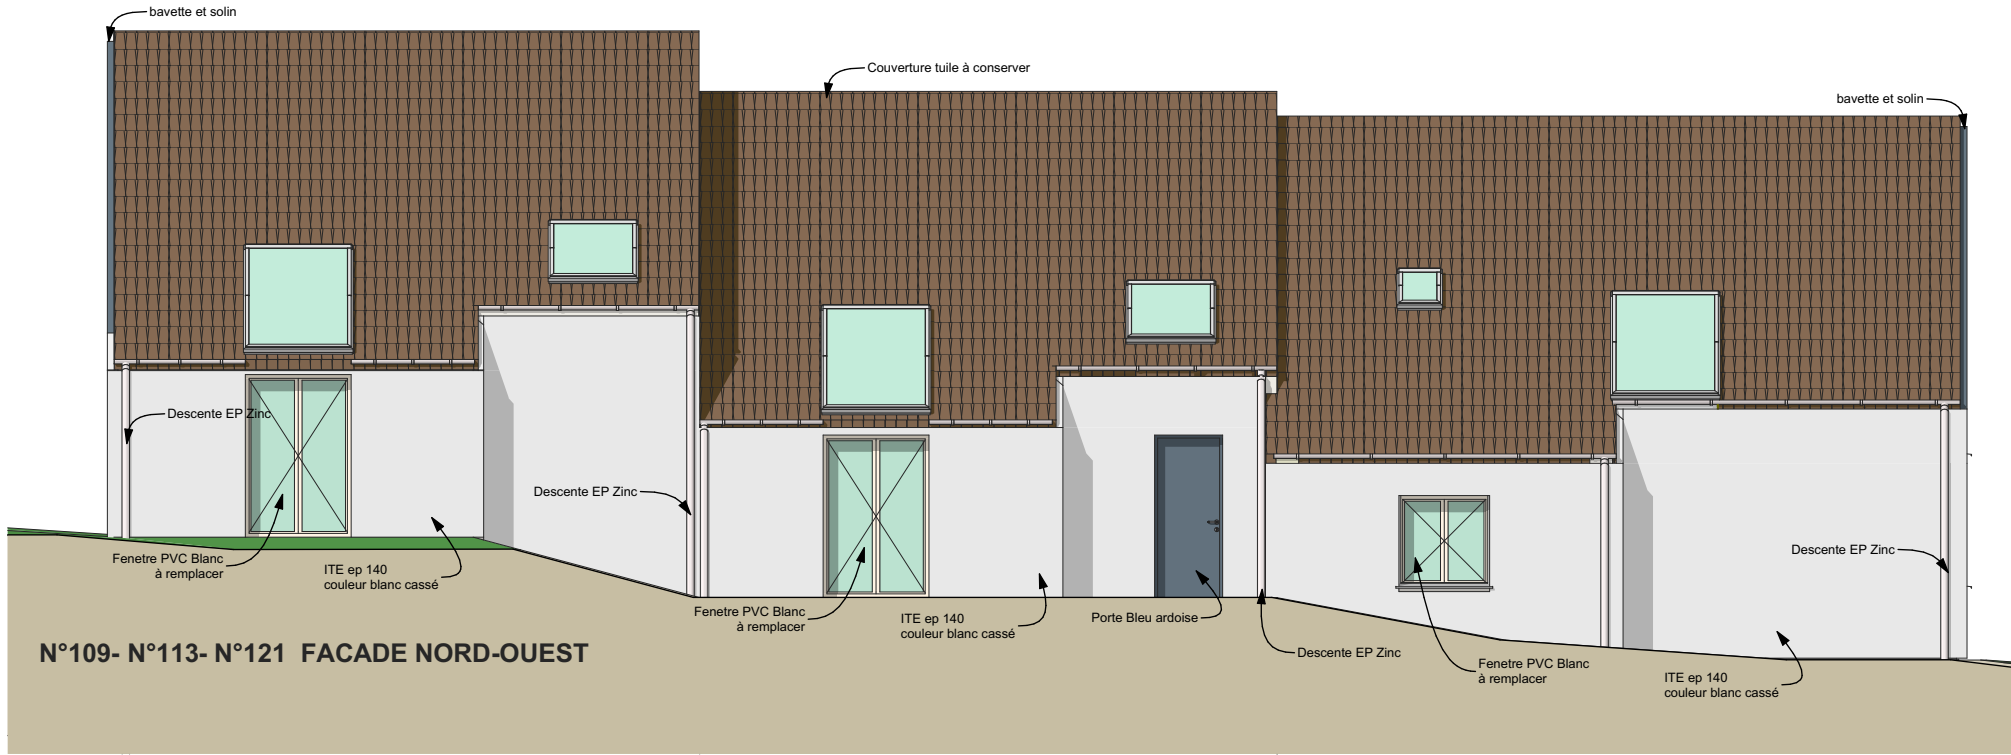 bavette et solin
Couverture tuile à conserver
bavette et solin
Descente EP Zinc
Descente EP Zinc
Fenetre PVC Blanc
à remplacer
ITE ep 140
couleur blanc cassé
Fenetre PVC Blanc
à remplacer
ITE ep 140
couleur blanc cassé
Porte Bleu ardoise
Descente EP Zinc
Fenetre PVC Blanc
à remplacer
Descente EP Zinc
ITE ep 140
couleur blanc cassé
N°109- N°113- N°121 FACADE NORD-OUEST